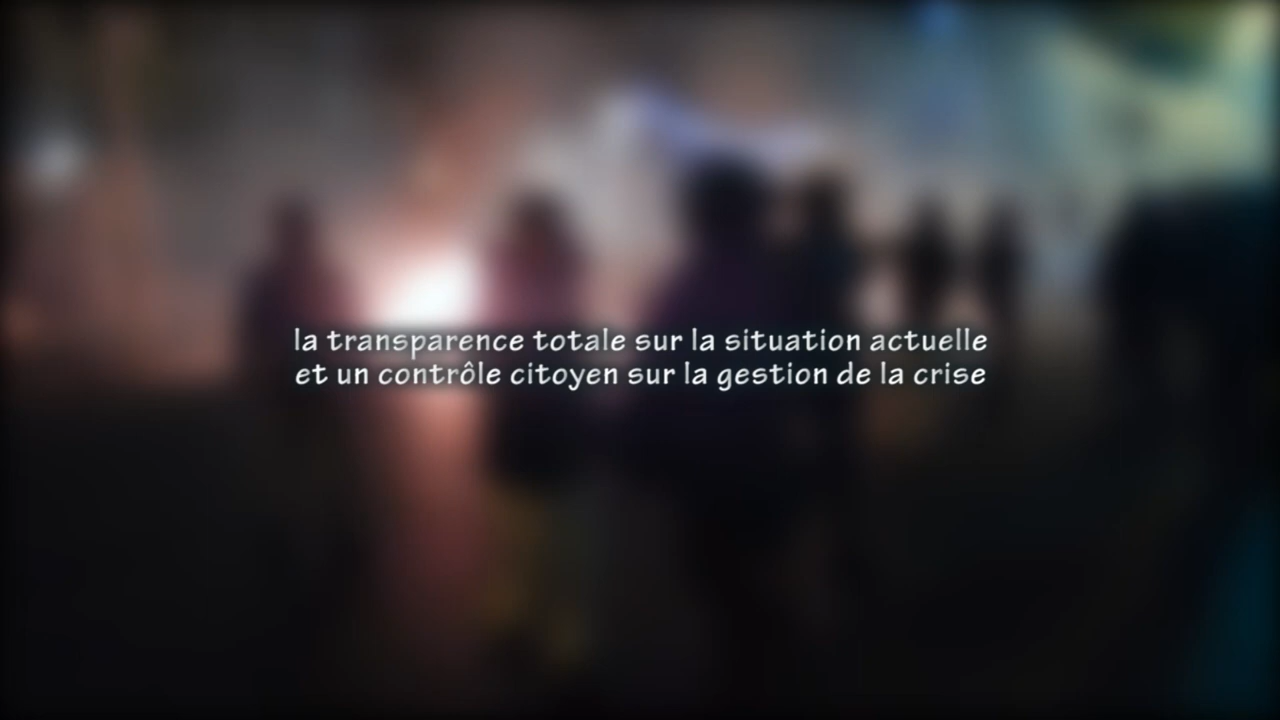 la transparence totale sur la situation actuelle
et un contrôle citoyen sur la gestion de la crise